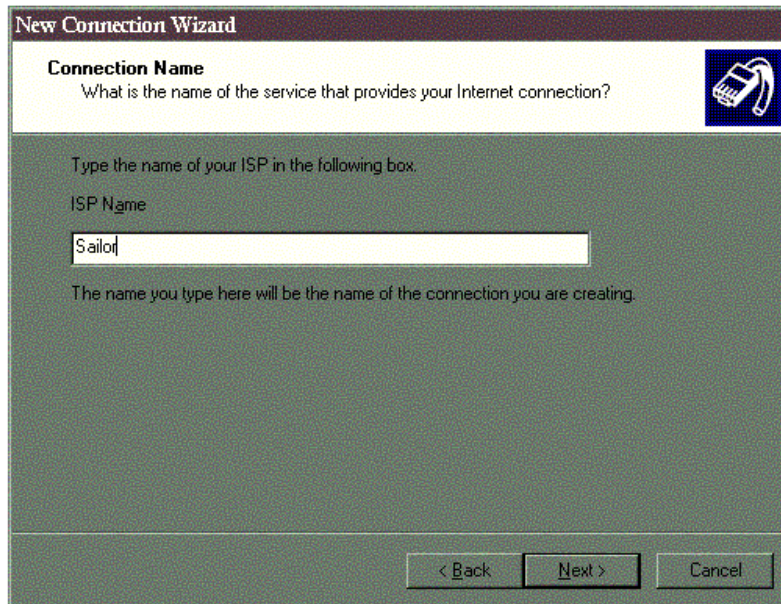 New Connection Wizard
Connection Name
What is the name of the service that provides your Internet connection?
Type the name of your ISP in the following box.
ISP Name
Sailor
The name you type here will be the name of the connection you are creating.
< Back Next > Cancel